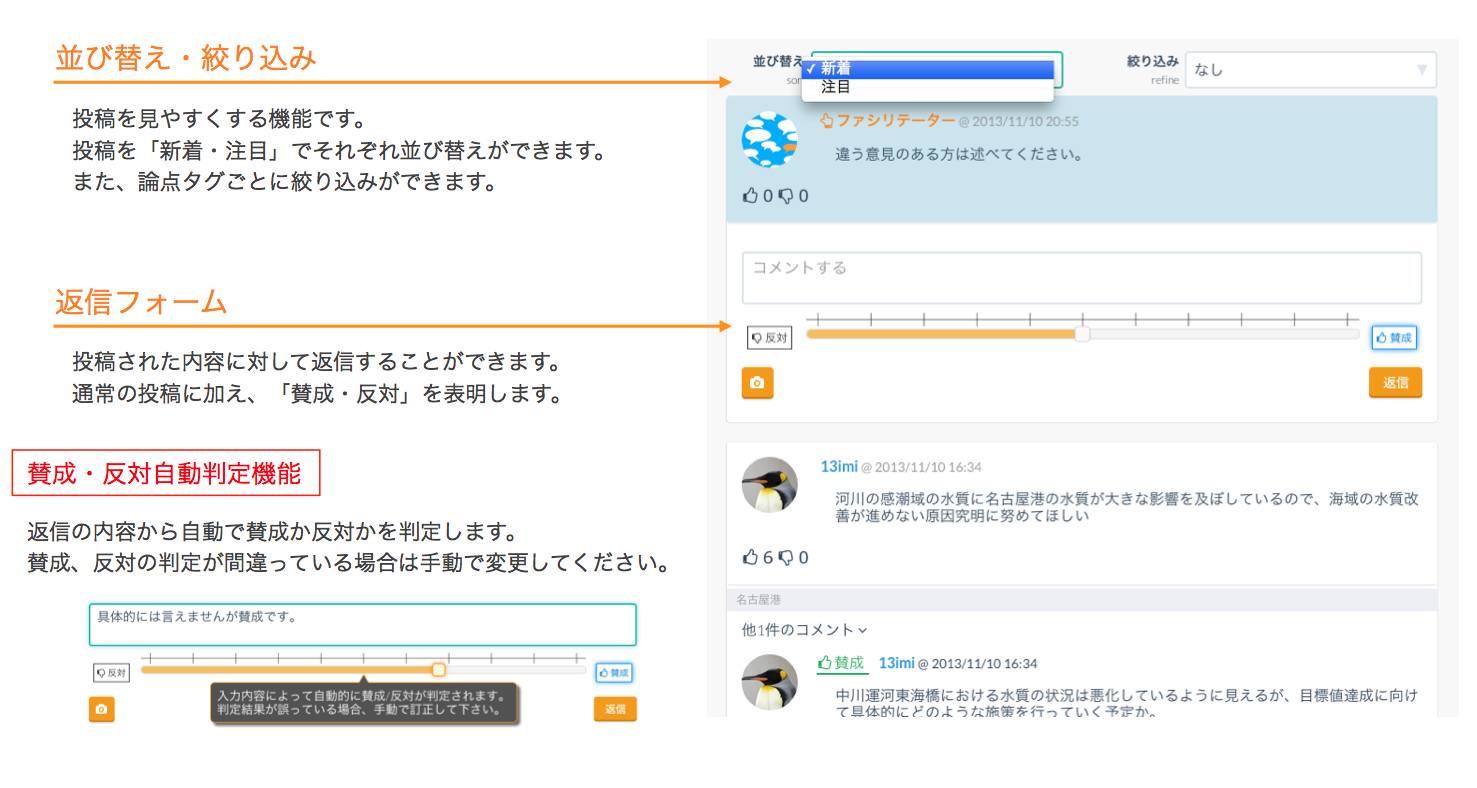 並び替え・絞り込み
投稿を見やすくする機能です。
投稿を「新着・注目」でそれぞれ並び替えができます。
また、論点タグごとに絞り込みができます。
返信フォーム
投稿された内容に対して返信することができます。
通常の投稿に加え、「賛成・反対」を表明します。
賛成・反対自動判定機能
返信の内容から自動で賛成か反対かを判定します。
賛成、反対の判定が間違っている場合は手動で変更してください。
具体的には言えませんが賛成です。
反対
賛成
入力内容によって自動的に賛成/反対が判定されます。
判定結果が誤っている場合、手動で訂正して下さい。
返信
並び替え
✓ 新着
注目
絞り込み
refine
なし
ファシリテーター @ 2013/11/10 20:55
違う意見のある方は述べてください。
0 0
コメントする
反対
賛成
返信
13imi @ 2013/11/10 16:34
河川の感潮域の水質に名古屋港の水質が大きな影響を及ぼしているので、海域の水質改
善が進めない原因究明に努めてほしい
6 0
名古屋港
他1件のコメント
賛成 13imi @ 2013/11/10 16:34
中川運河東海橋における水質の状況は悪化しているように見えるが、目標値達成に向け
て具体的にどのような施策を行っていく予定か。